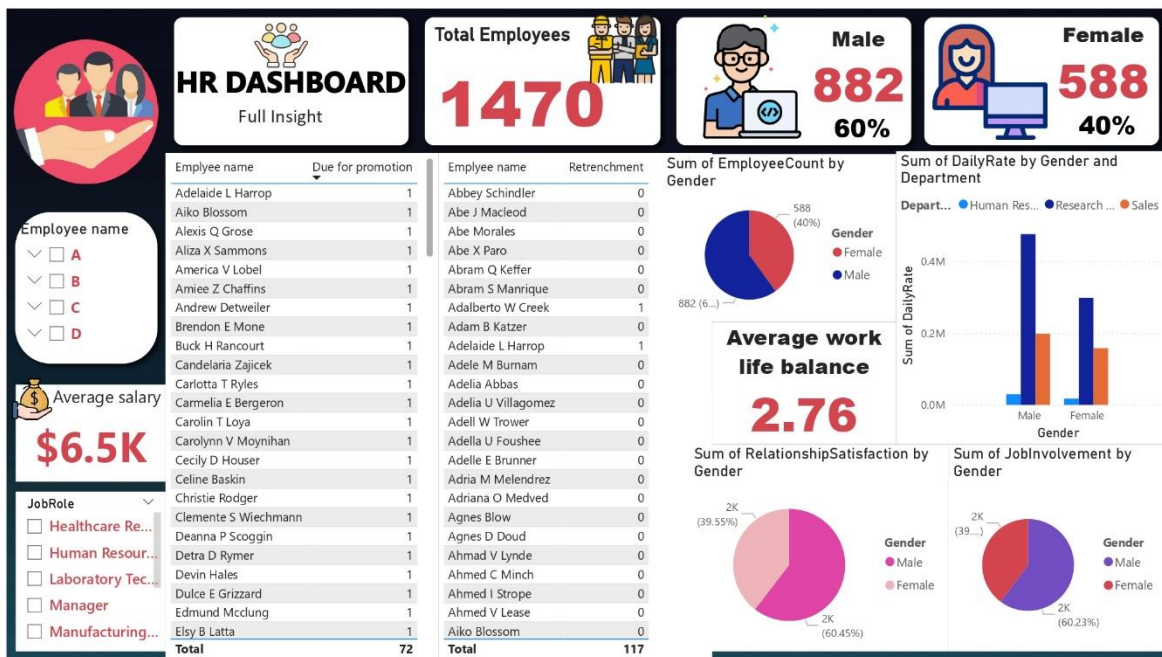 HR DASHBOARD
Full Insight
Total Employees
1470
Male
882
60%
Female
588
40%
Employee name
A
B
C
D
Average salary
$6.5K
JobRole
Healthcare Re...
Human Resour...
Laboratory Tec...
Manager
Manufacturing...
Emplyee name Due for promotion
Adelaide L Harrop 1
Aiko Blossom 1
Alexis Q Grose 1
Aliza X Sammons 1
America V Lobel 1
Amiee Z Chaffins 1
Andrew Detweiler 1
Brendon E Mone 1
Buck H Rancourt 1
Candelaria Zajicek 1
Carlotta T Ryles 1
Carmelia E Bergeron 1
Carolin T Loya 1
Carolynn V Moynihan 1
Cecily D Houser 1
Celine Baskin 1
Christie Rodger 1
Clemente S Wiechmann 1
Deanna P Scoggin 1
Detra D Rymer 1
Devin Hales 1
Dulce E Grizzard 1
Edmund Mcclung 1
Elsy B Latta 1
Total 72
Emplyee name Retrenchment
Abbey Schindler 0
Abe J Macleod 0
Abe Morales 0
Abe X Paro 0
Abram Q Keffer 0
Abram S Manrique 0
Adalberto W Creek 1
Adam B Katzer 0
Adelaide L Harrop 1
Adele M Burnam 0
Adelia Abbas 0
Adelia U Villagomez 0
Adell W Trower 0
Adella U Foushee 0
Adelle E Brunner 0
Adria M Melendrez 0
Adriana O Medved 0
Agnes Blow 0
Agnes D Doud 0
Ahmad V Lynde 0
Ahmed C Minch 0
Ahmed I Strope 0
Ahmed V Lease 0
Aiko Blossom 0
Total 117
Sum of EmployeeCount by
Gender
588
(40%)
882 (6...)
Gender
Female
Male
Sum of DailyRate by Gender and
Department
Depart... Human Res... Research ... Sales
Sum of DailyRate
0.4M
0.2M
0.0M
Male Female
Gender
Average work
life balance
2.76
Sum of RelationshipSatisfaction by
Gender
2K
(39.55%)
2K
(60.45%)
Gender
Male
Female
Sum of JobInvolvement by
Gender
2K
(39....)
2K
(60.23%)
Gender
Male
Female